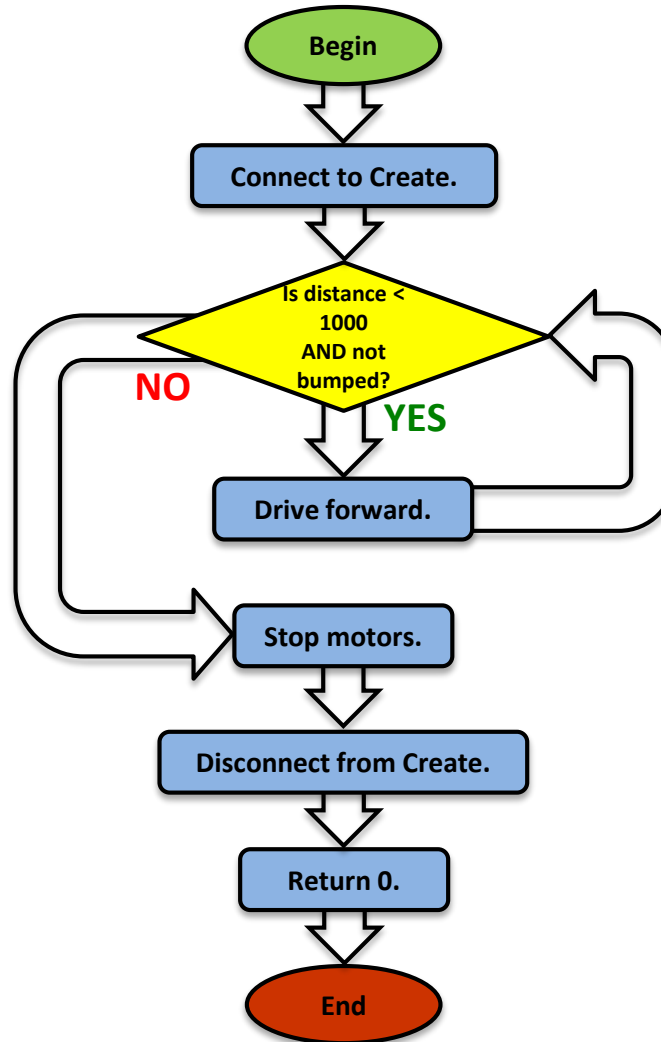 Begin
Connect to Create.
Is distance <
1000
AND not
bumped?
NO
YES
Drive forward.
Stop motors.
Disconnect from Create.
Return 0.
End